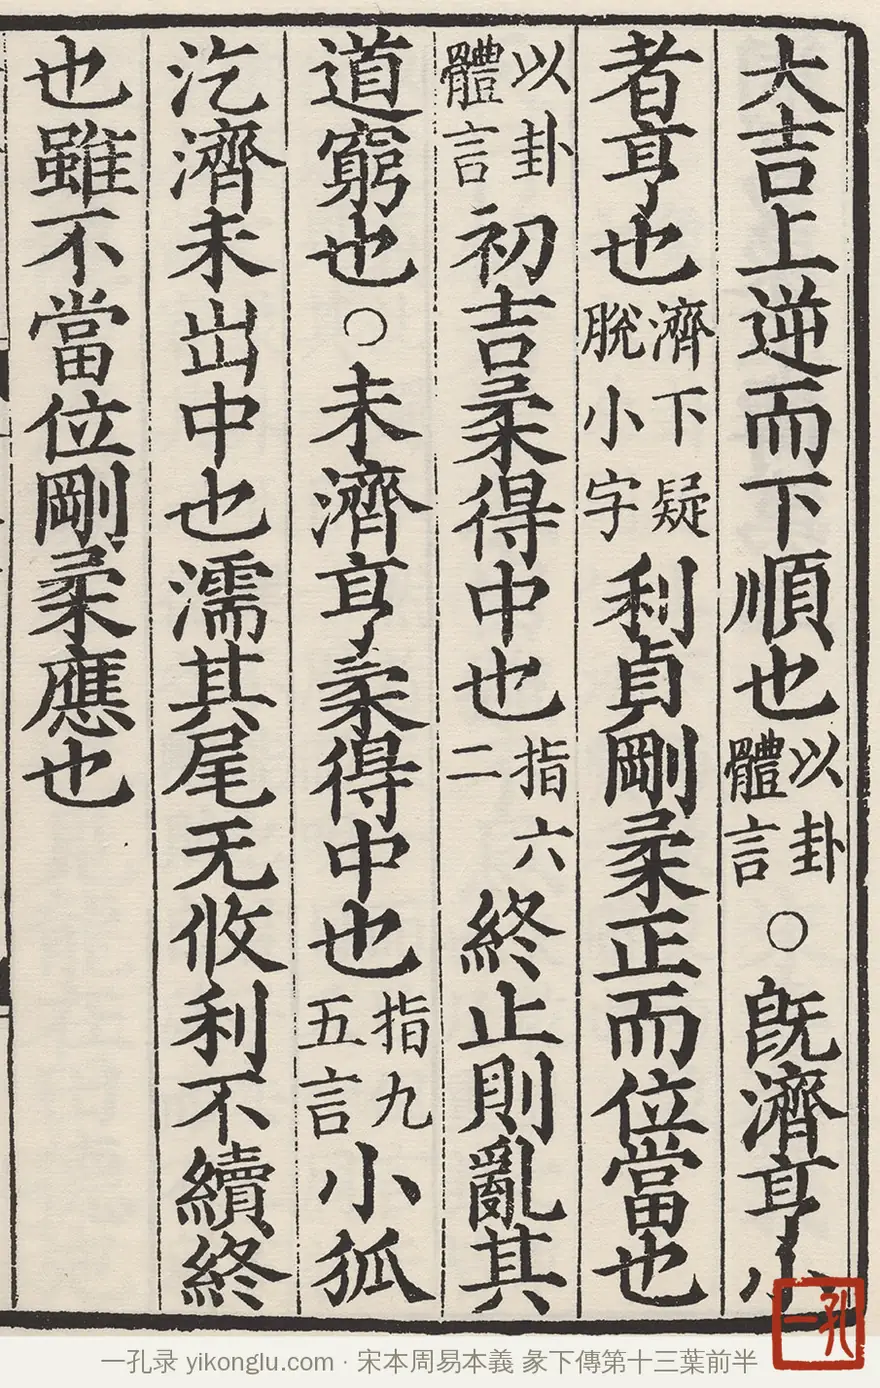 大吉上逆而下順也以卦體言○旣濟亨小
者亨也濟下疑脫小字利貞剛柔正而位當也
以卦體言初吉柔得中也指六二終止則亂其
道窮也○未濟亨柔得中也指九五言小狐
汔濟未出中也濡其尾无攸利不續終
也雖不當位剛柔應也
一孔
一孔录 yikonglu.com · 宋本周易本義 彖下傳第十三葉前半